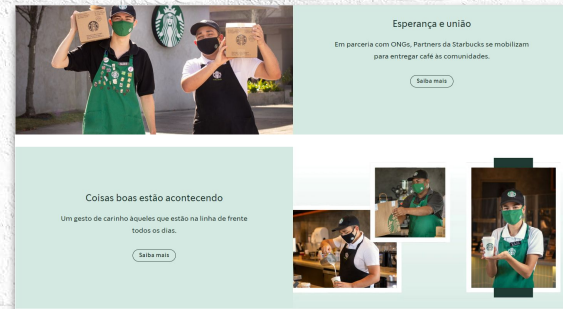 Esperança e união
Em parceria com ONGs, Partners da Starbucks se mobilizam
para entregar café às comunidades.
Saiba mais
Coisas boas estão acontecendo
Um gesto de carinho àqueles que estão na linha de frente
todos os dias.
Saiba mais